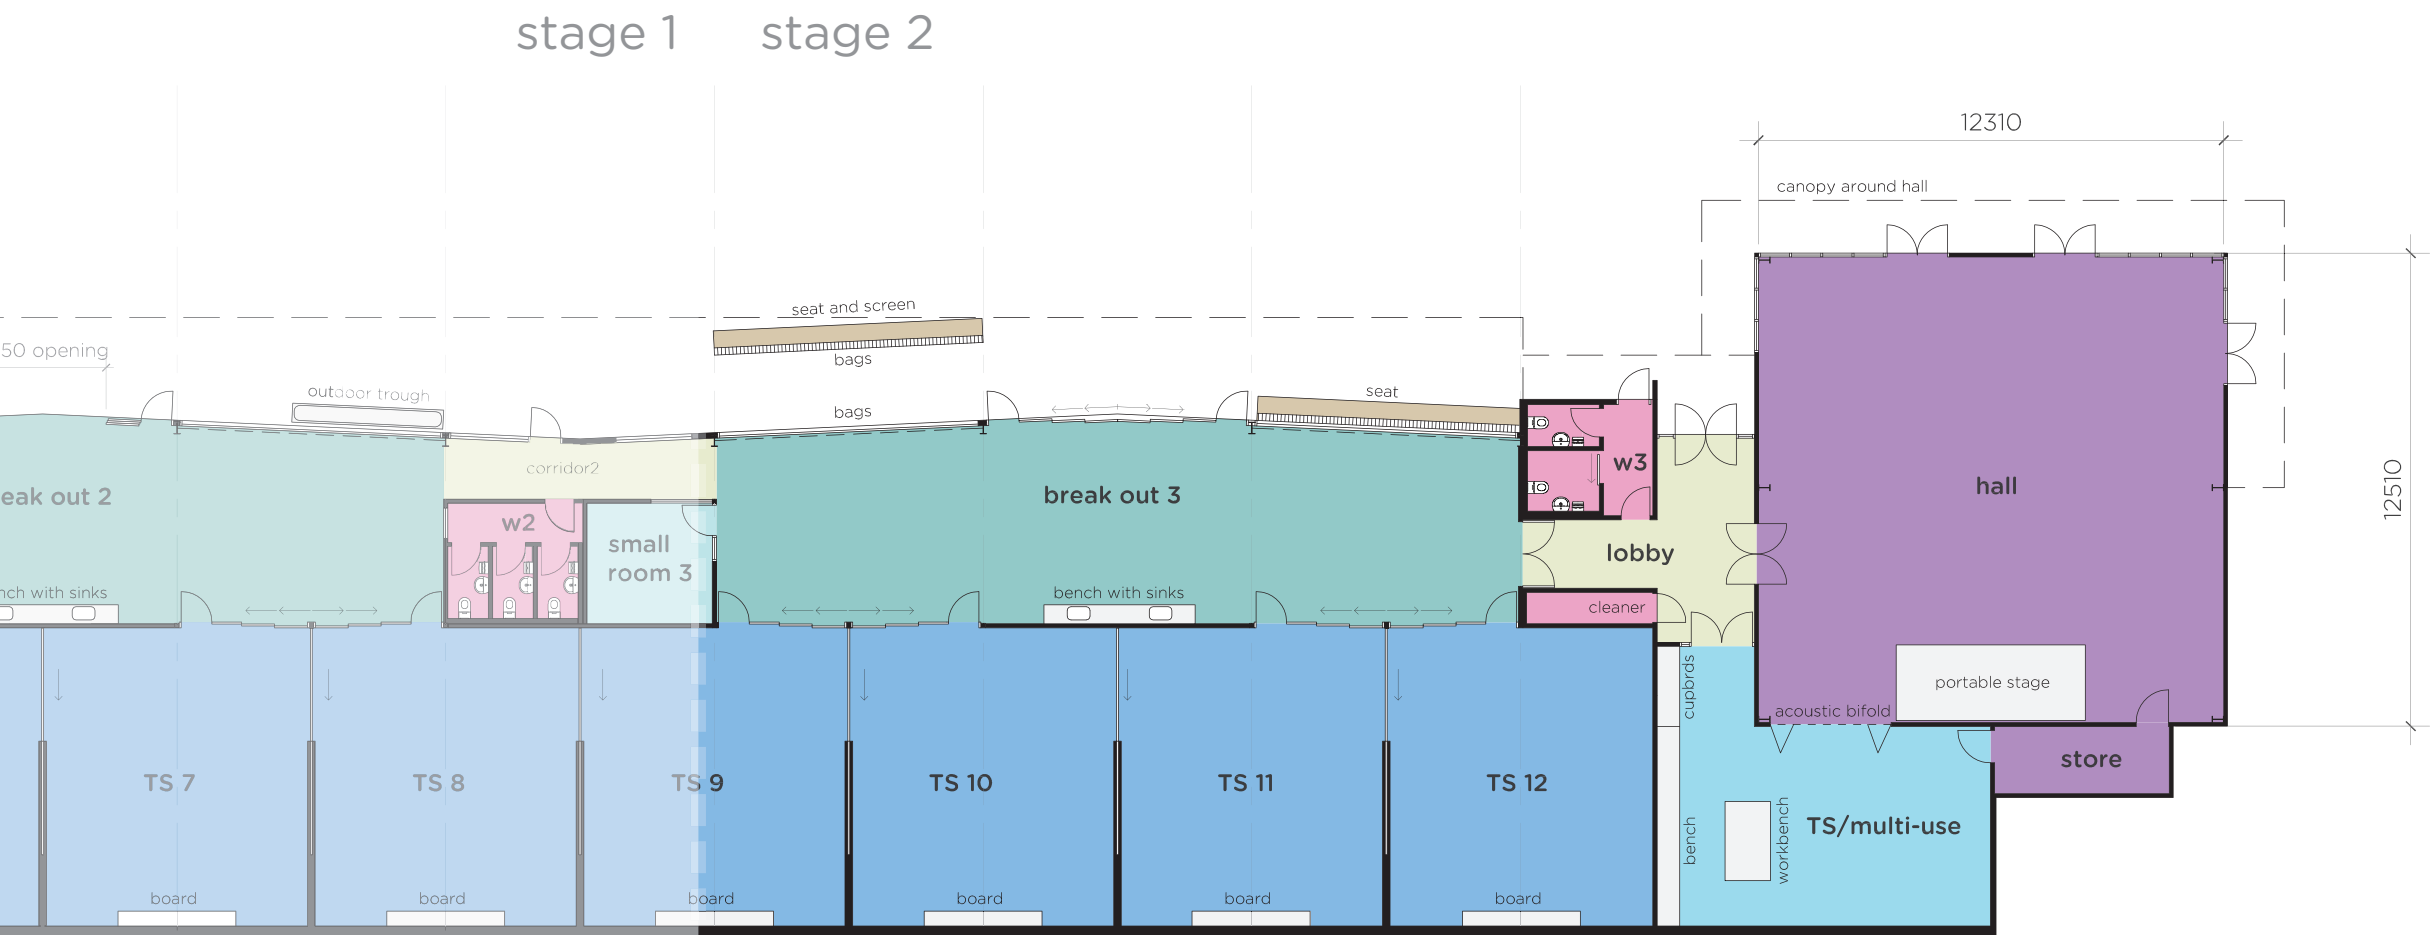 stage 1 stage 2
12310
canopy around hall
seat and screen
50 opening
bags
outdoor trough
bags
seat
corridor2
w3
eak out 2
break out 3
hall
12510
w2
small
room 3
lobby
nch with sinks
bench with sinks
cleaner
cupbrds
portable stage
acoustic bifold
TS 7
TS 8
TS 9
TS 10
TS 11
TS 12
store
bench
workbench
TS/multi-use
board
board
board
board
board
board